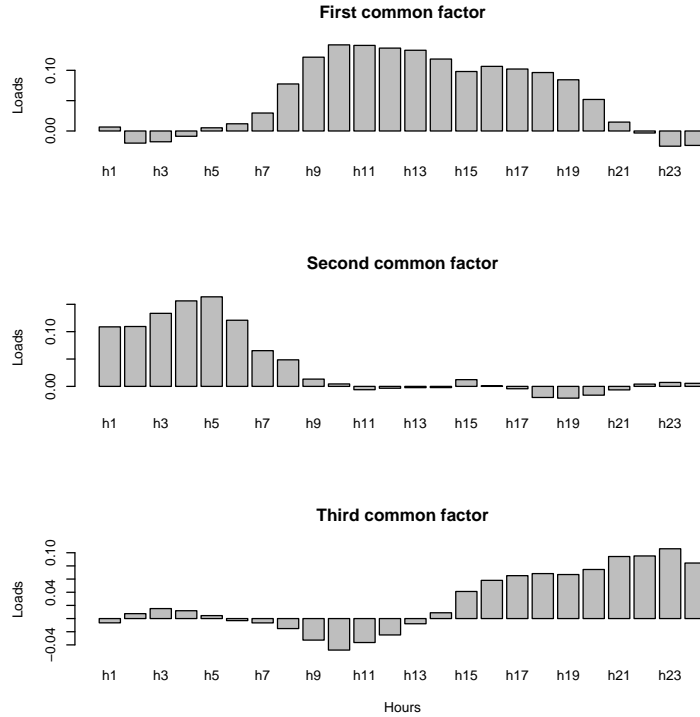 First common factor
Loads
0.10
0.00
h1 h3 h5 h7 h9 h11 h13 h15 h17 h19 h21 h23
Second common factor
Loads
0.10
0.00
h1 h3 h5 h7 h9 h11 h13 h15 h17 h19 h21 h23
Third common factor
Loads
0.10
0.04
−0.04
h1 h3 h5 h7 h9 h11 h13 h15 h17 h19 h21 h23
Hours